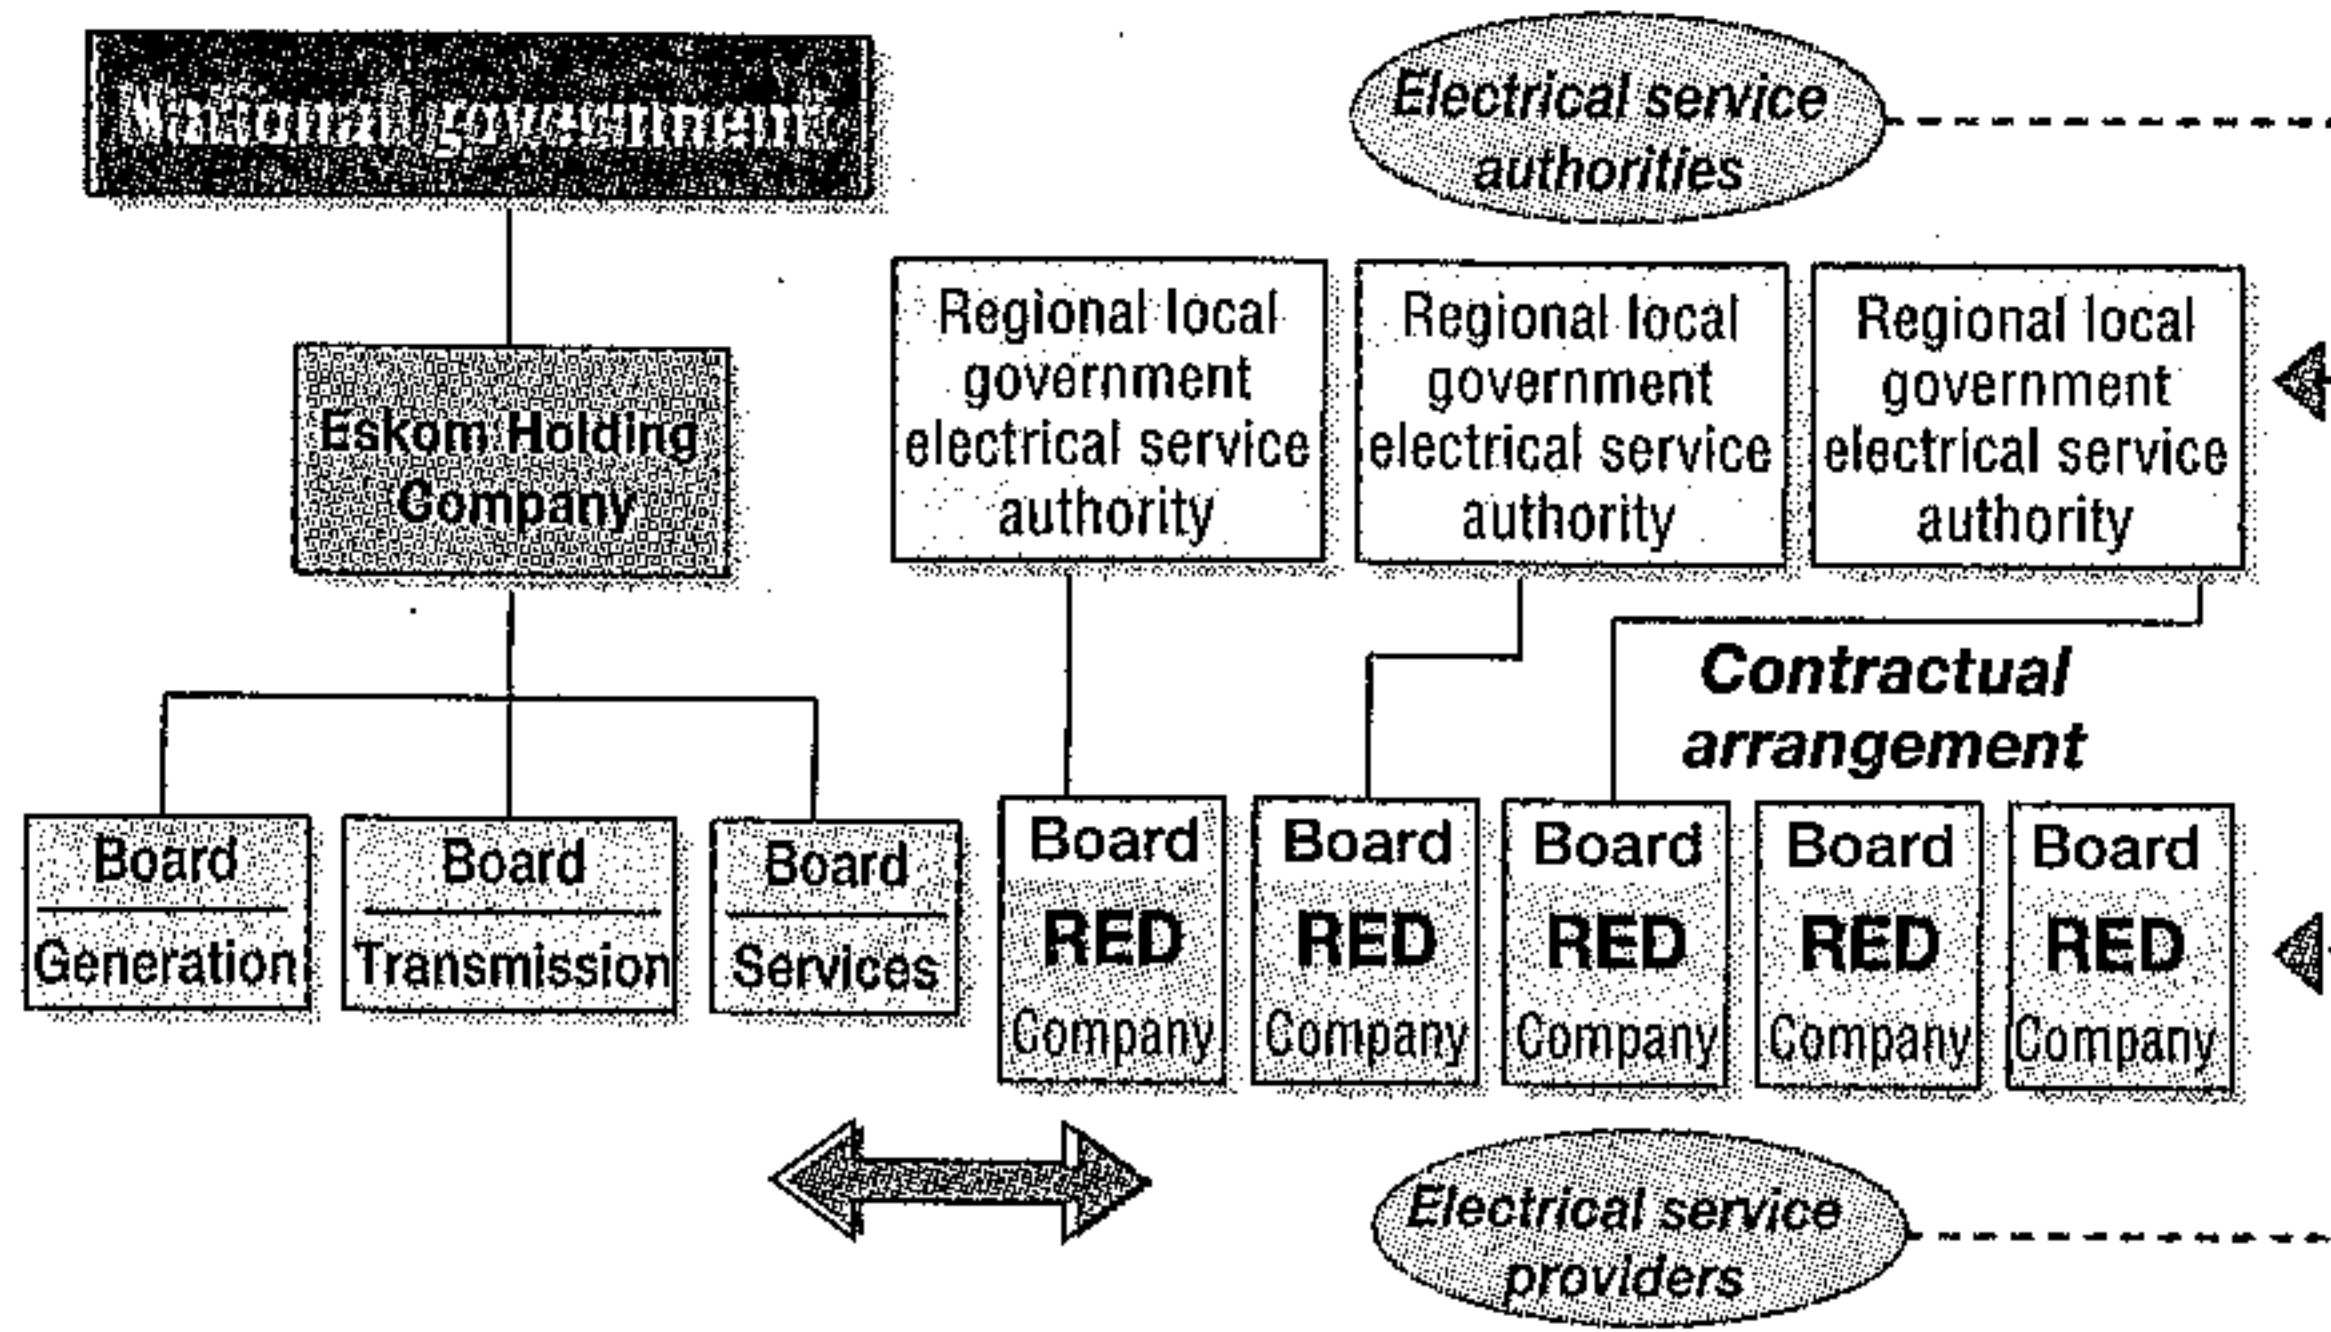 National government
Electrical service
authorities
Regional local
government
electrical service
authority
Regional local
government
electrical service
authority
Regional local
government
electrical service
authority
Eskom Holding
Company
Contractual
arrangement
Board
Generation
Board
Transmission
Board
Services
Board
RED
Company
Board
RED
Company
Board
RED
Company
Board
RED
Company
Board
RED
Company
Electrical service
providers